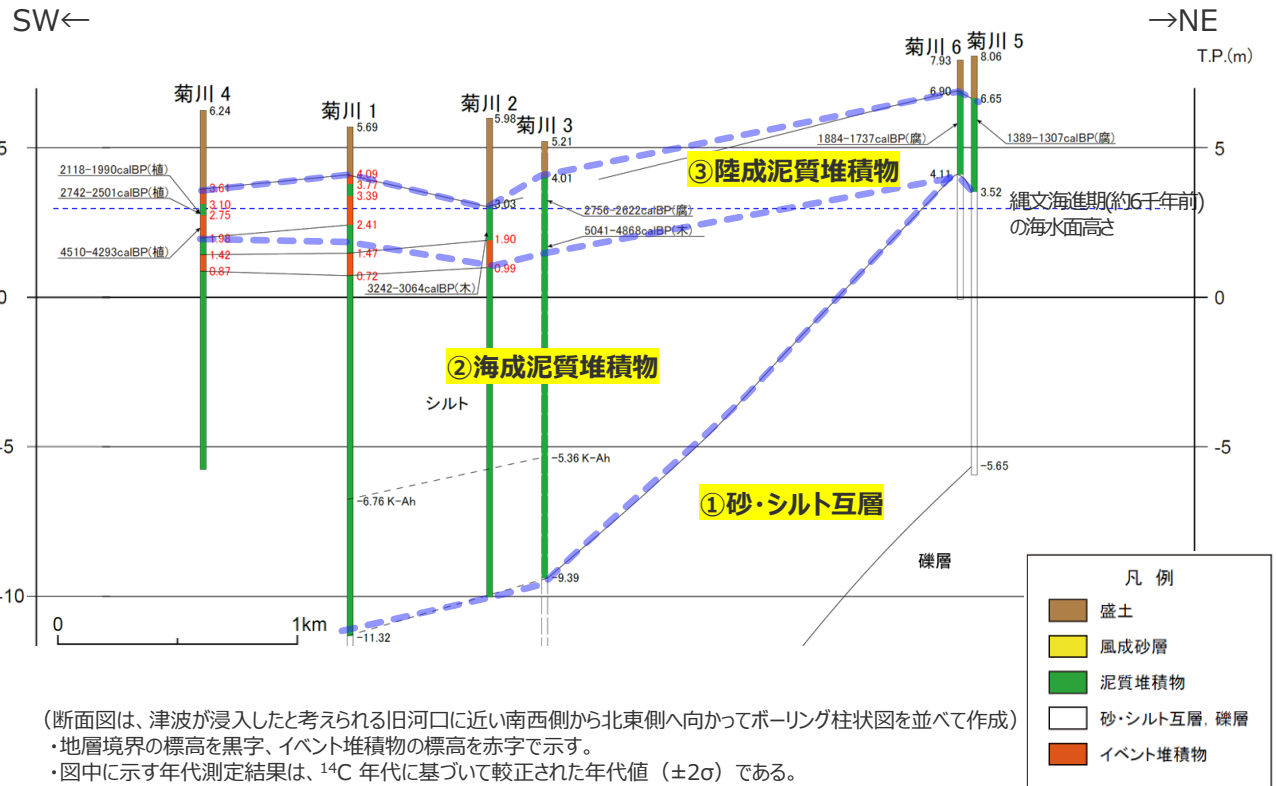 SW←
→NE
T.P.(m)
菊川 4
6.24
菊川 1
5.69
菊川 2
5.98
菊川 3
5.21
菊川 6
7.93
菊川 5
8.06
6.90
6.65
5
5
2118-1990calBP(植)
2742-2501calBP(植)
4510-4293calBP(植)
3.61
3.10
2.75
1.98
1.42
0.87
4.09
3.77
3.39
2.41
1.47
0.72
3.03
1.90
0.99
3242-3064calBP(木)
4.01
2756-2622calBP(腐)
5041-4868calBP(木)
1884-1737calBP(腐)
1389-1307calBP(腐)
4.11
3.52
③陸成泥質堆積物
縄文海進期(約6千年前)
の海水面高さ
0
0
②海成泥質堆積物
シルト
-5
-5
-5.36 K-Ah
-6.76 K-Ah
-5.65
①砂・シルト互層
礫層
-9.39
-10
-11.32
0
1km
凡 例
盛土
風成砂層
泥質堆積物
砂・シルト互層, 礫層
イベント堆積物
(断面図は、津波が浸入したと考えられる旧河口に近い南西側から北東側へ向かってボーリング柱状図を並べて作成)
・地層境界の標高を黒字、イベント堆積物の標高を赤字で示す。
・図中に示す年代測定結果は、¹⁴C 年代に基づいて較正された年代値（±2σ）である。